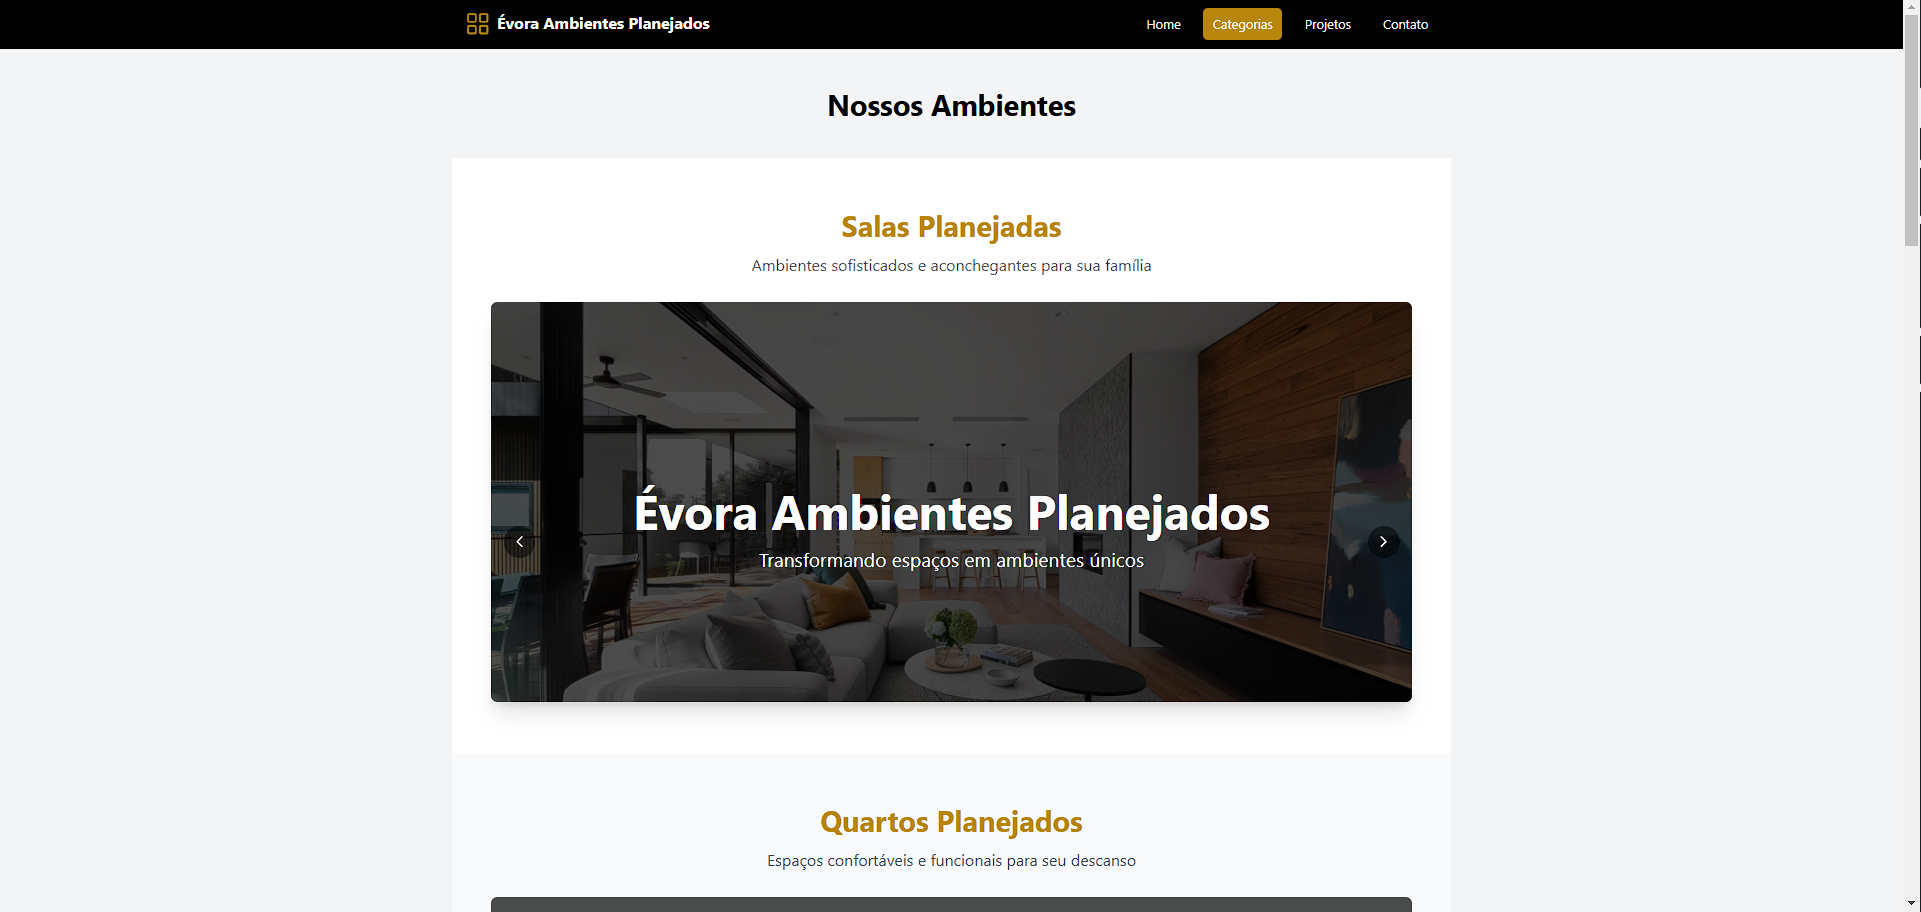 Évora Ambientes Planejados
Home
Categorias
Projetos
Contato
Nossos Ambientes
Salas Planejadas
Ambientes sofisticados e aconchegantes para sua família
Évora Ambientes Planejados
Transformando espaços em ambientes únicos
Quartos Planejados
Espaços confortáveis e funcionais para seu descanso